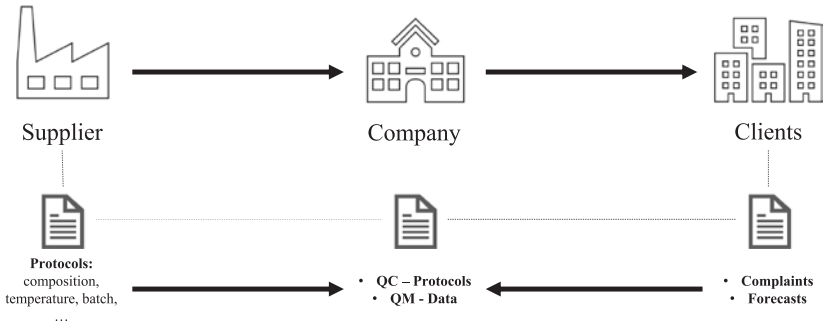 Supplier
Company
Clients
Protocols:
composition,
temperature, batch,
...
• QC – Protocols
• QM - Data
• Complaints
• Forecasts